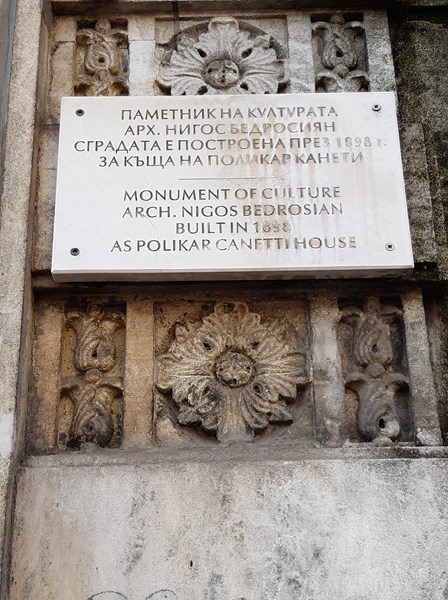 ПАМЕТНИК НА КУЛТУРАТА
АРХ. НИГОС БЕДРОСИЯН
СГРАДАТА Е ПОСТРОЕНА ПРЕЗ 1898 г.
ЗА КЪЩА НА ПОЛИКАР КАНЕТИ
MONUMENT OF CULTURE
ARCH. NIGOS BEDROSIAN
BUILT IN 1898
AS POLIKAR CANETTI HOUSE